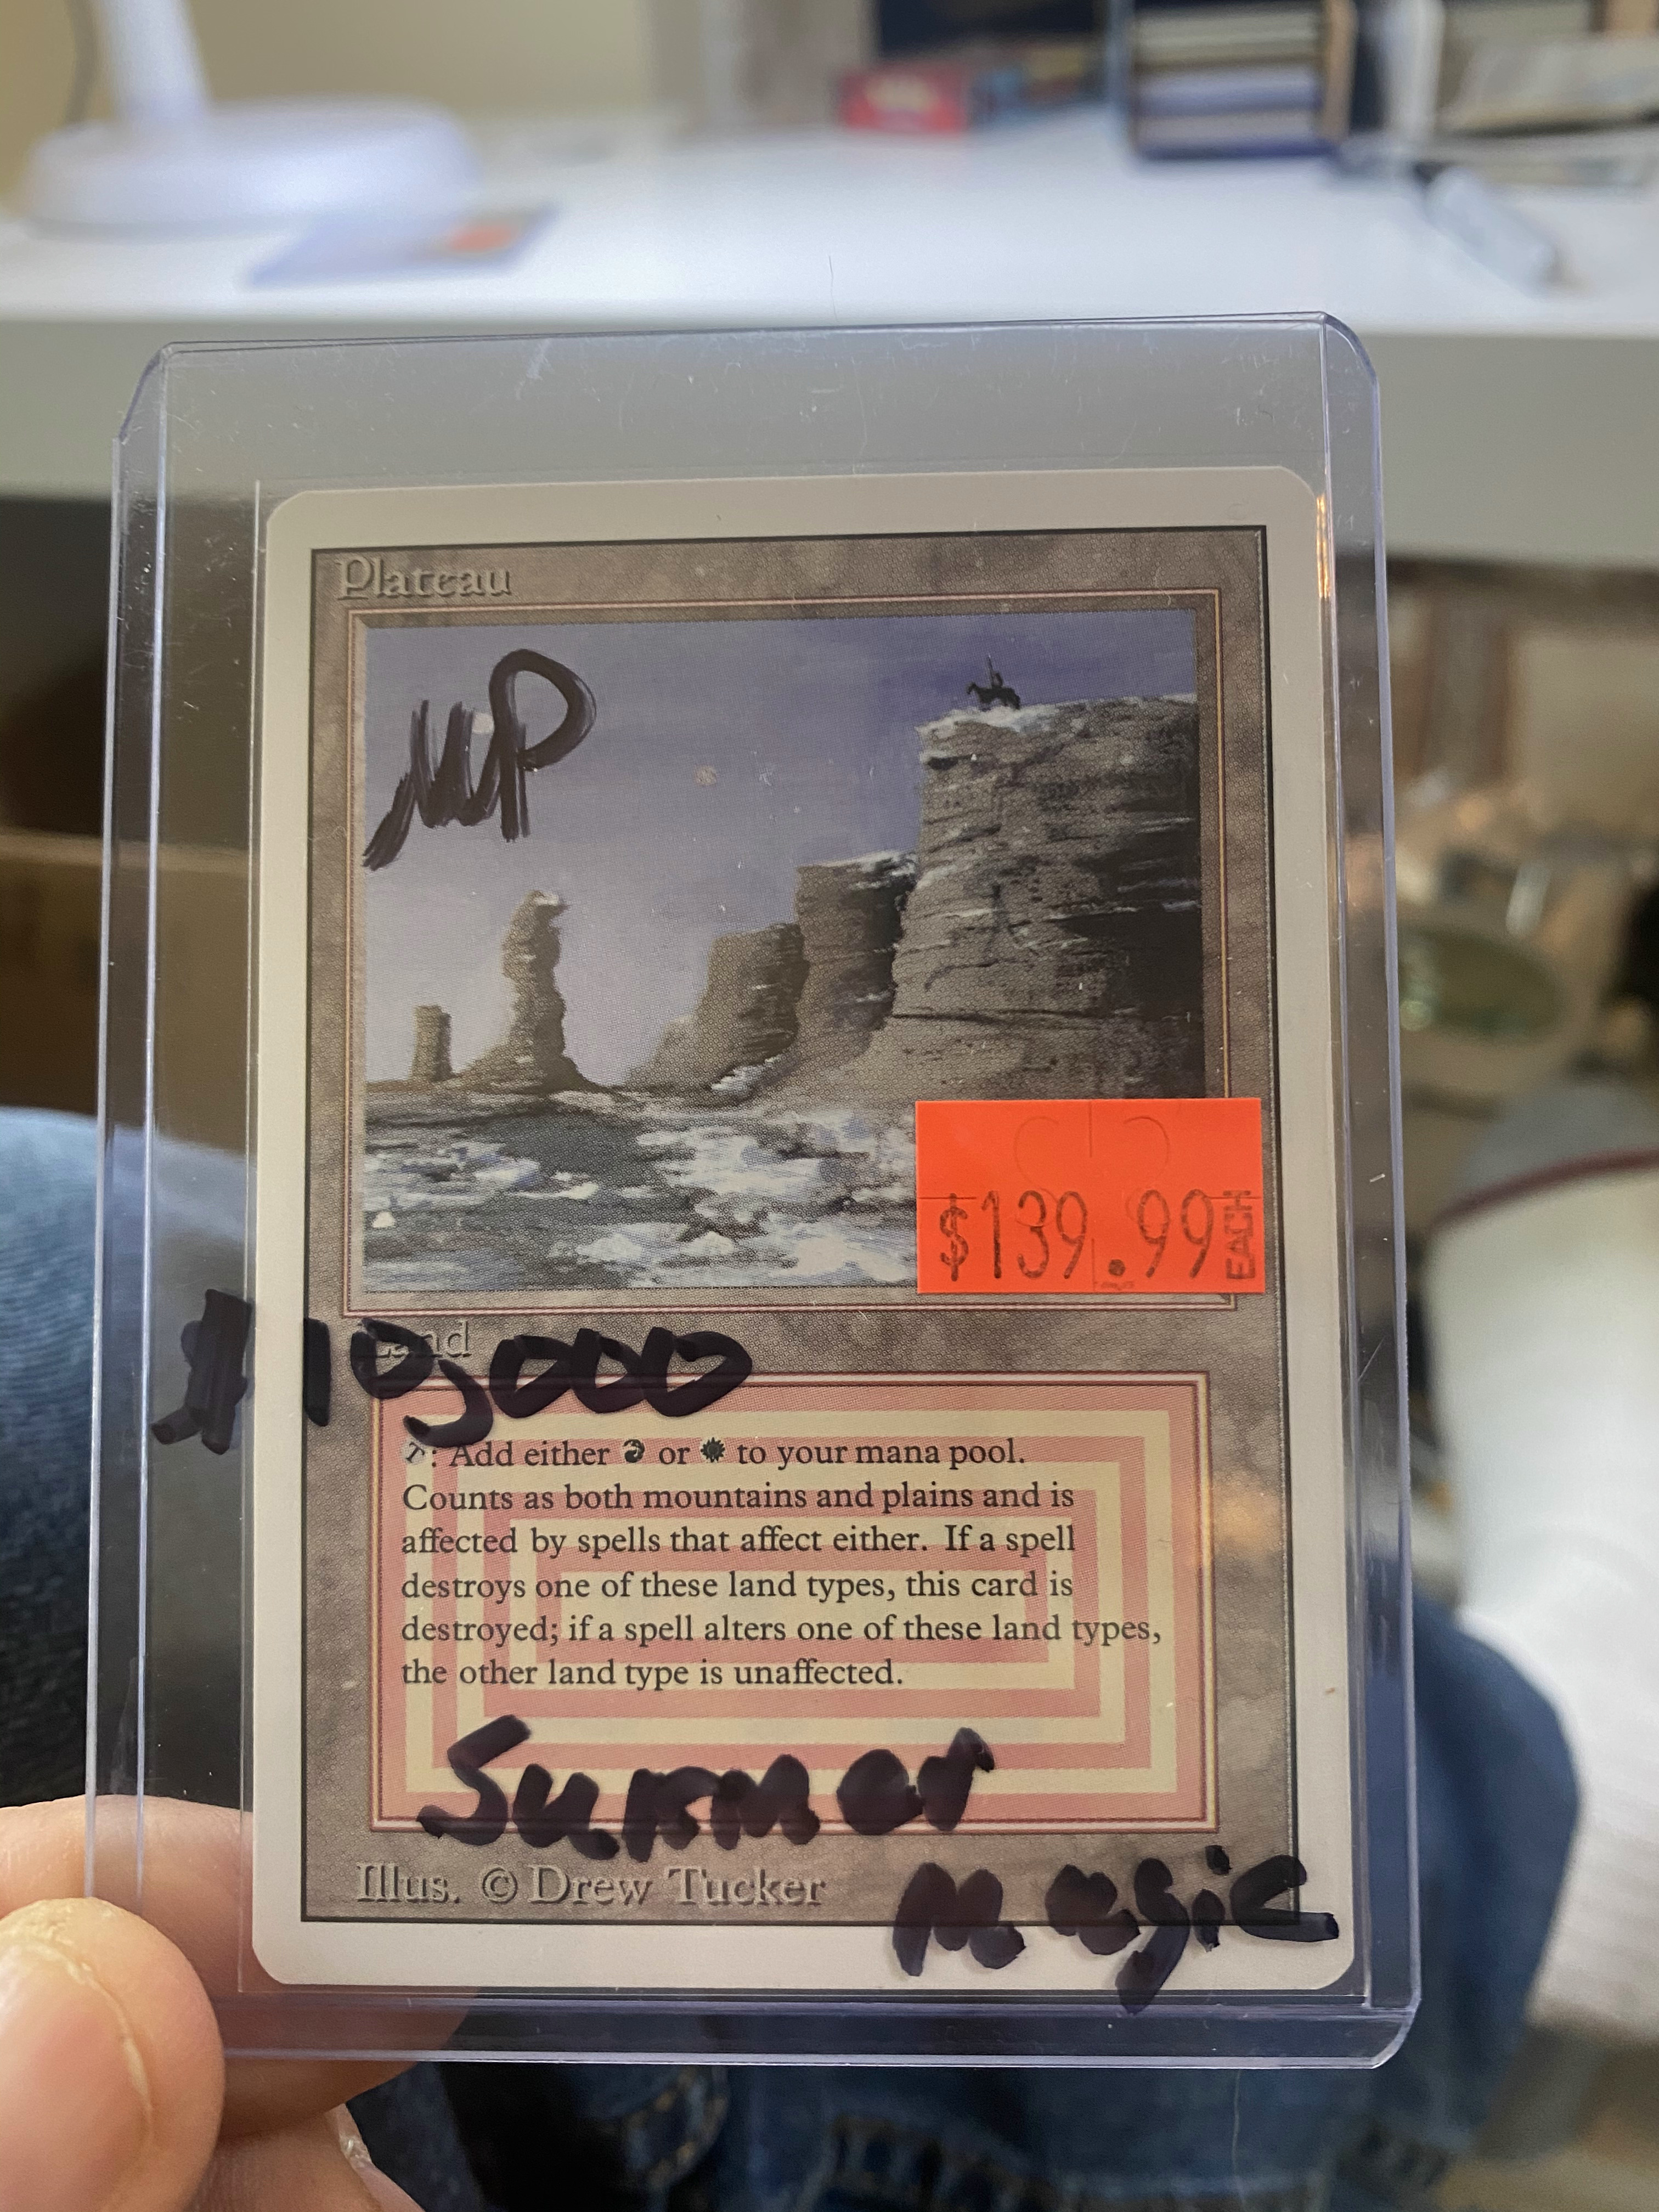 Plateau
MP
$139.99 EACH
Land
$10,000
: Add either or to your mana pool.
Counts as both mountains and plains and is
affected by spells that affect either. If a spell
destroys one of these land types, this card is
destroyed; if a spell alters one of these land types,
the other land type is unaffected.
Summer
Magic
Illus. © Drew Tucker